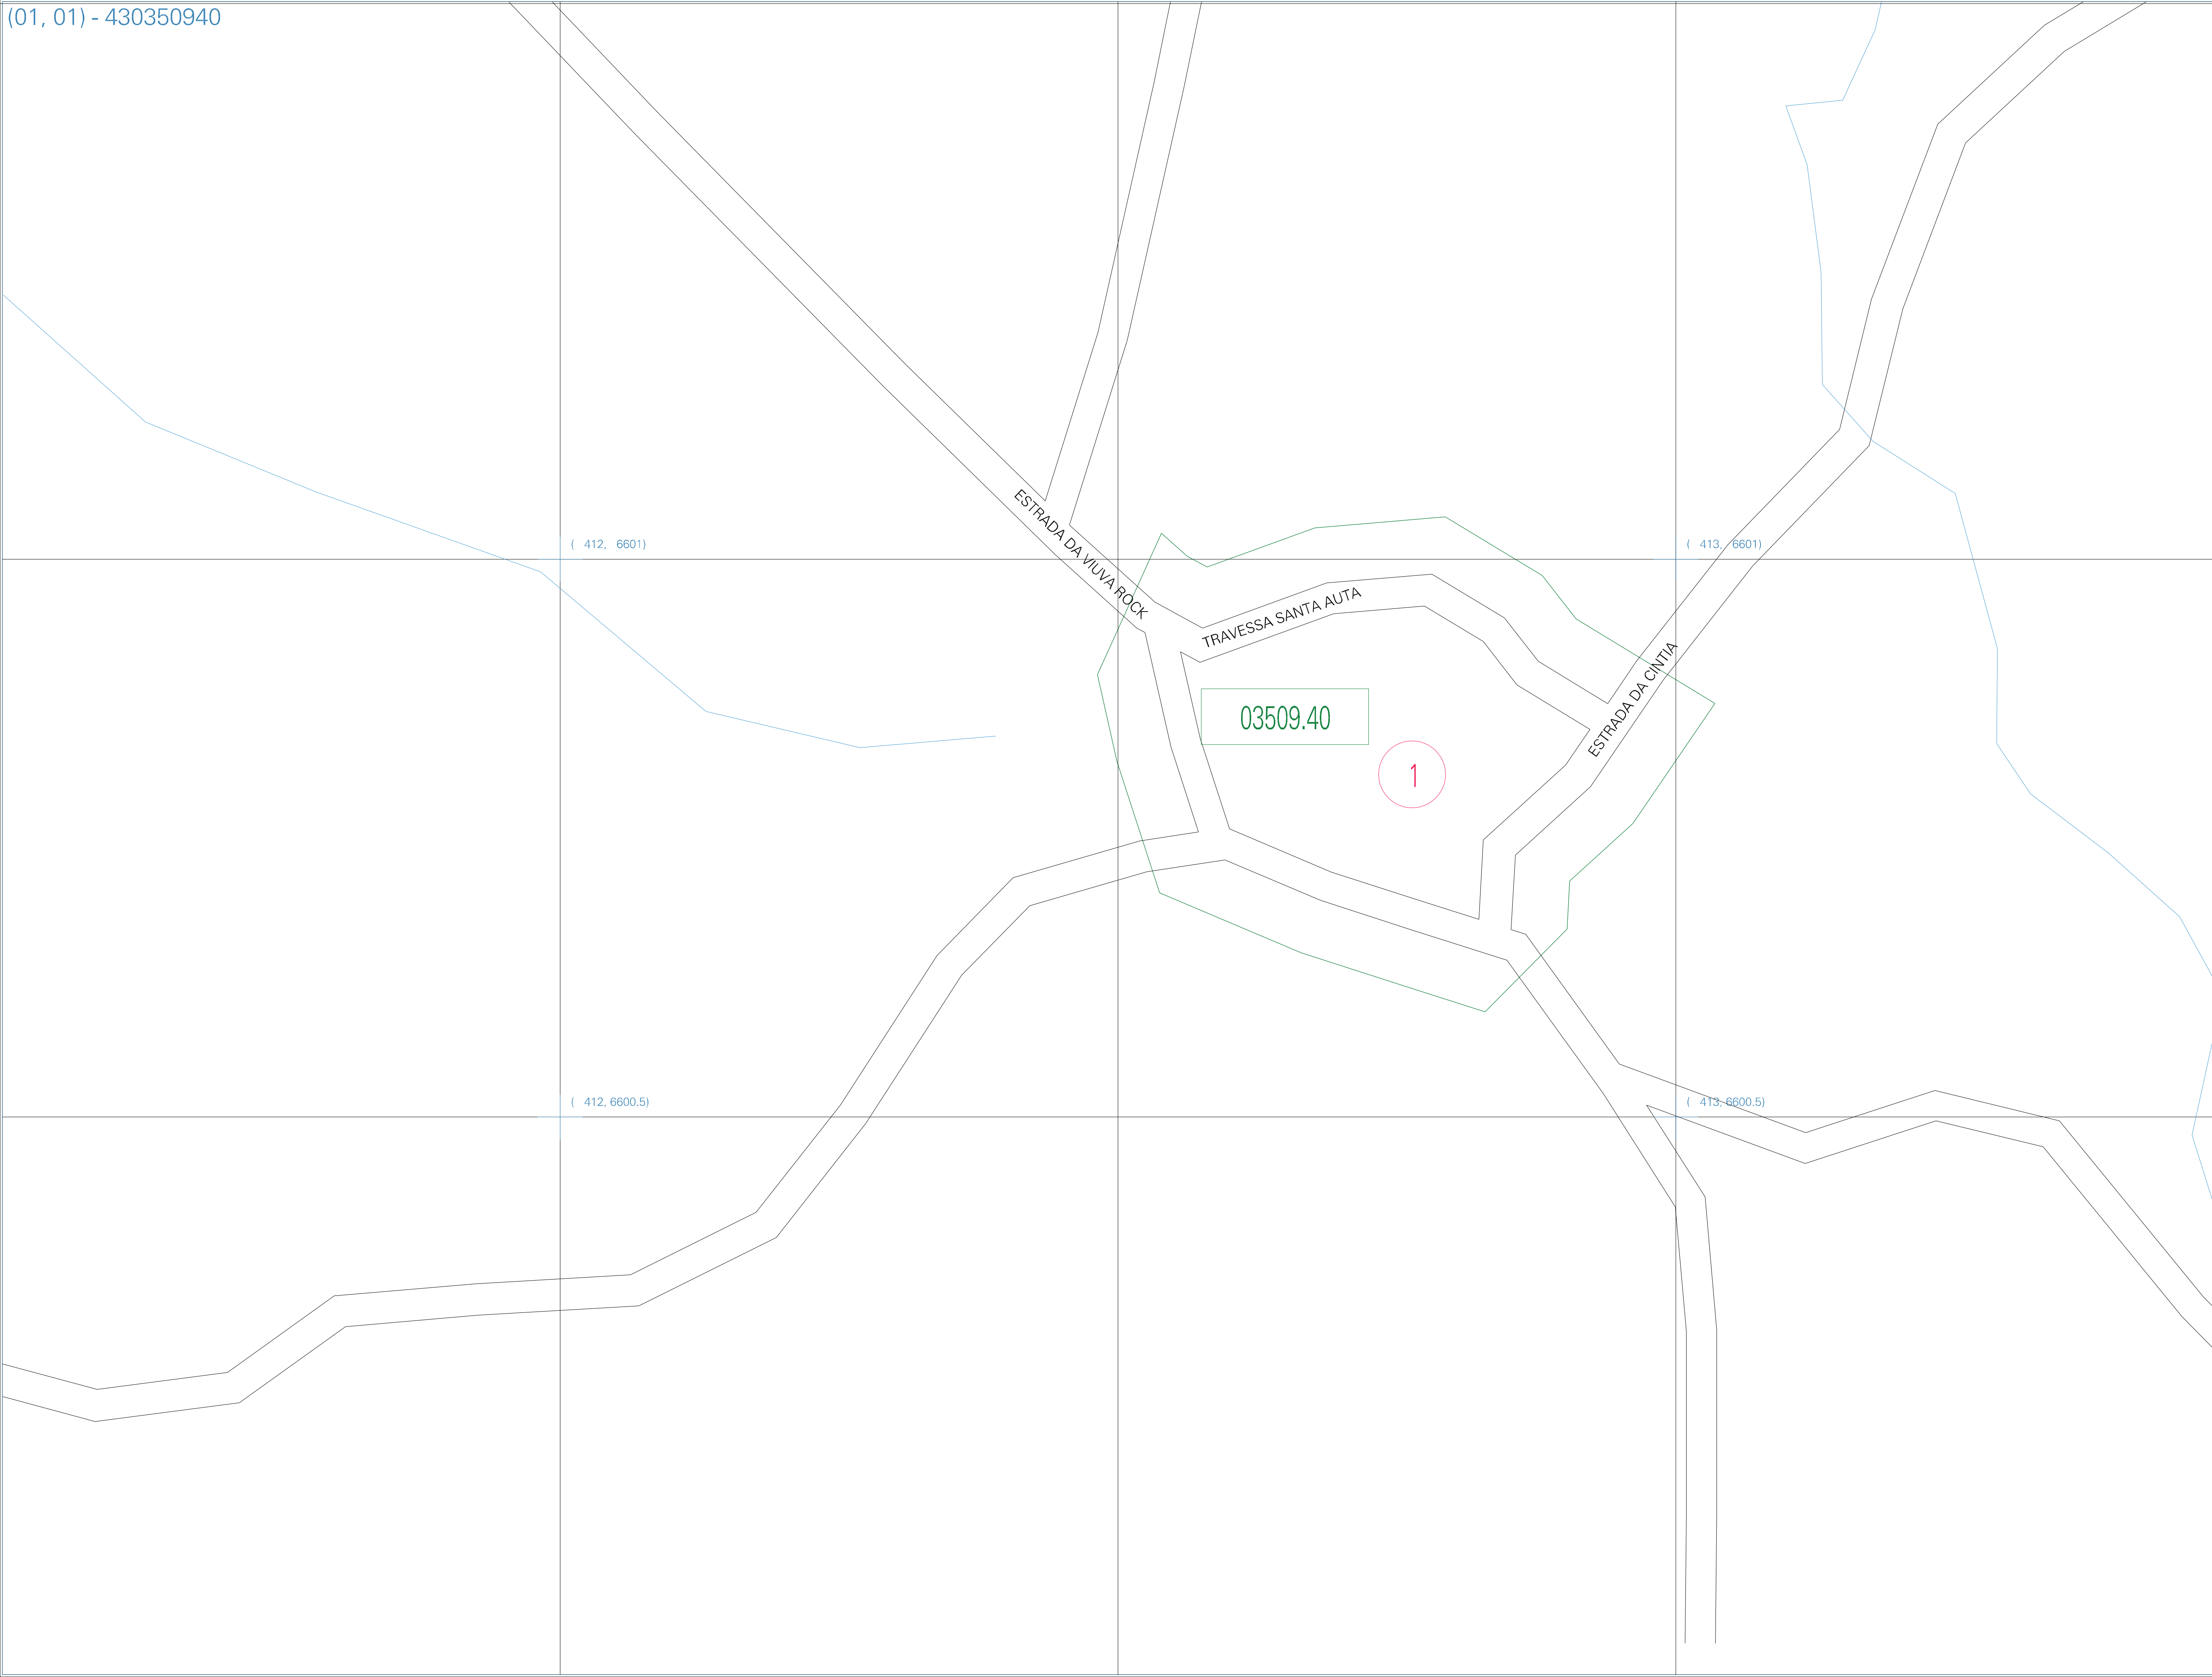 (01, 01) - 430350940
ESTRADA DA VIUVA ROCK
( 412, 6601)
( 413, 6601)
TRAVESSA SANTA AUTA
ESTRADA DA CINTIA
03509.40
1
( 412, 6600.5)
( 413, 6600.5)